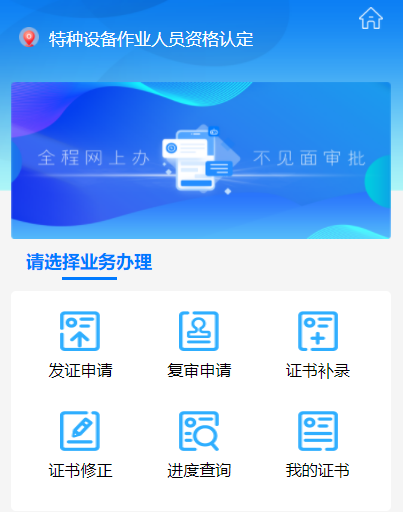 特种设备作业人员资格认定
全程网上办 不见面审批
请选择业务办理
发证申请 复审申请 证书补录
证书修正 进度查询 我的证书